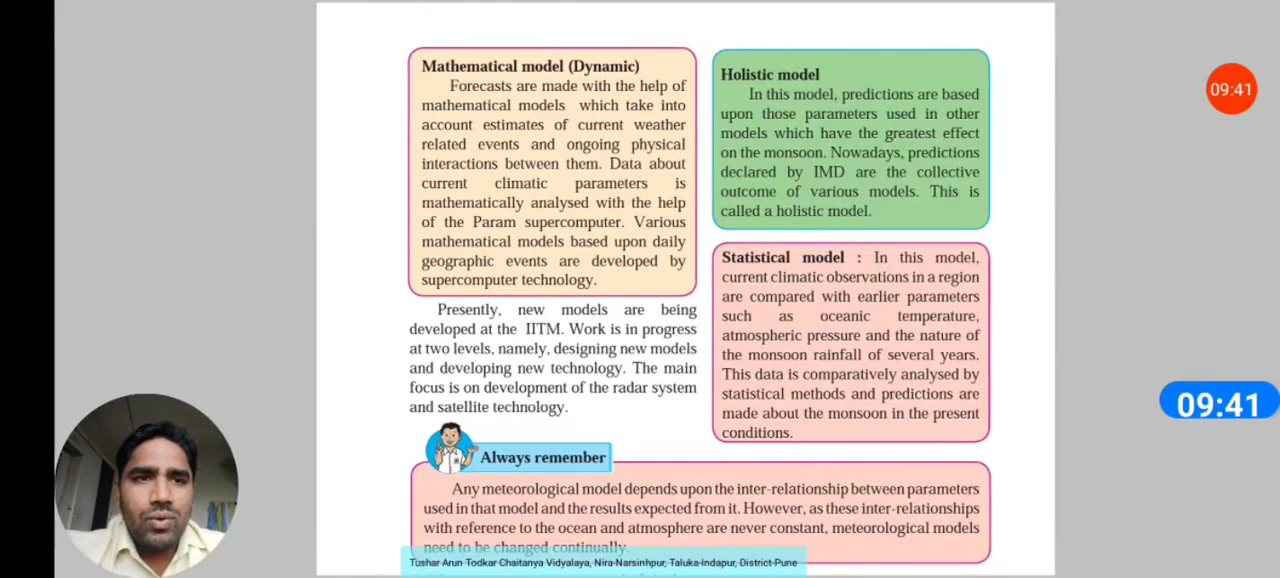 Mathematical model (Dynamic)
Forecasts are made with the help of
mathematical models which take into
account estimates of current weather
related events and ongoing physical
interactions between them. Data about
current climatic parameters is
mathematically analysed with the help
of the Param supercomputer. Various
mathematical models based upon daily
geographic events are developed by
supercomputer technology.
Presently, new models are being
developed at the IITM. Work is in progress
at two levels, namely, designing new models
and developing new technology. The main
focus is on development of the radar system
and satellite technology.
Holistic model
In this model, predictions are based
upon those parameters used in other
models which have the greatest effect
on the monsoon. Nowadays, predictions
declared by IMD are the collective
outcome of various models. This is
called a holistic model.
Statistical model : In this model,
current climatic observations in a region
are compared with earlier parameters
such as oceanic temperature,
atmospheric pressure and the nature of
the monsoon rainfall of several years.
This data is comparatively analysed by
statistical methods and predictions are
made about the monsoon in the present
conditions.
Always remember
Any meteorological model depends upon the inter-relationship between parameters
used in that model and the results expected from it. However, as these inter-relationships
with reference to the ocean and atmosphere are never constant, meteorological models
need to be changed continually.
Tushar Arun Todkar Chaitanya Vidyalaya, Nira-Narsinhpur, Taluka-Indapur, District-Pune
09:41
09:41